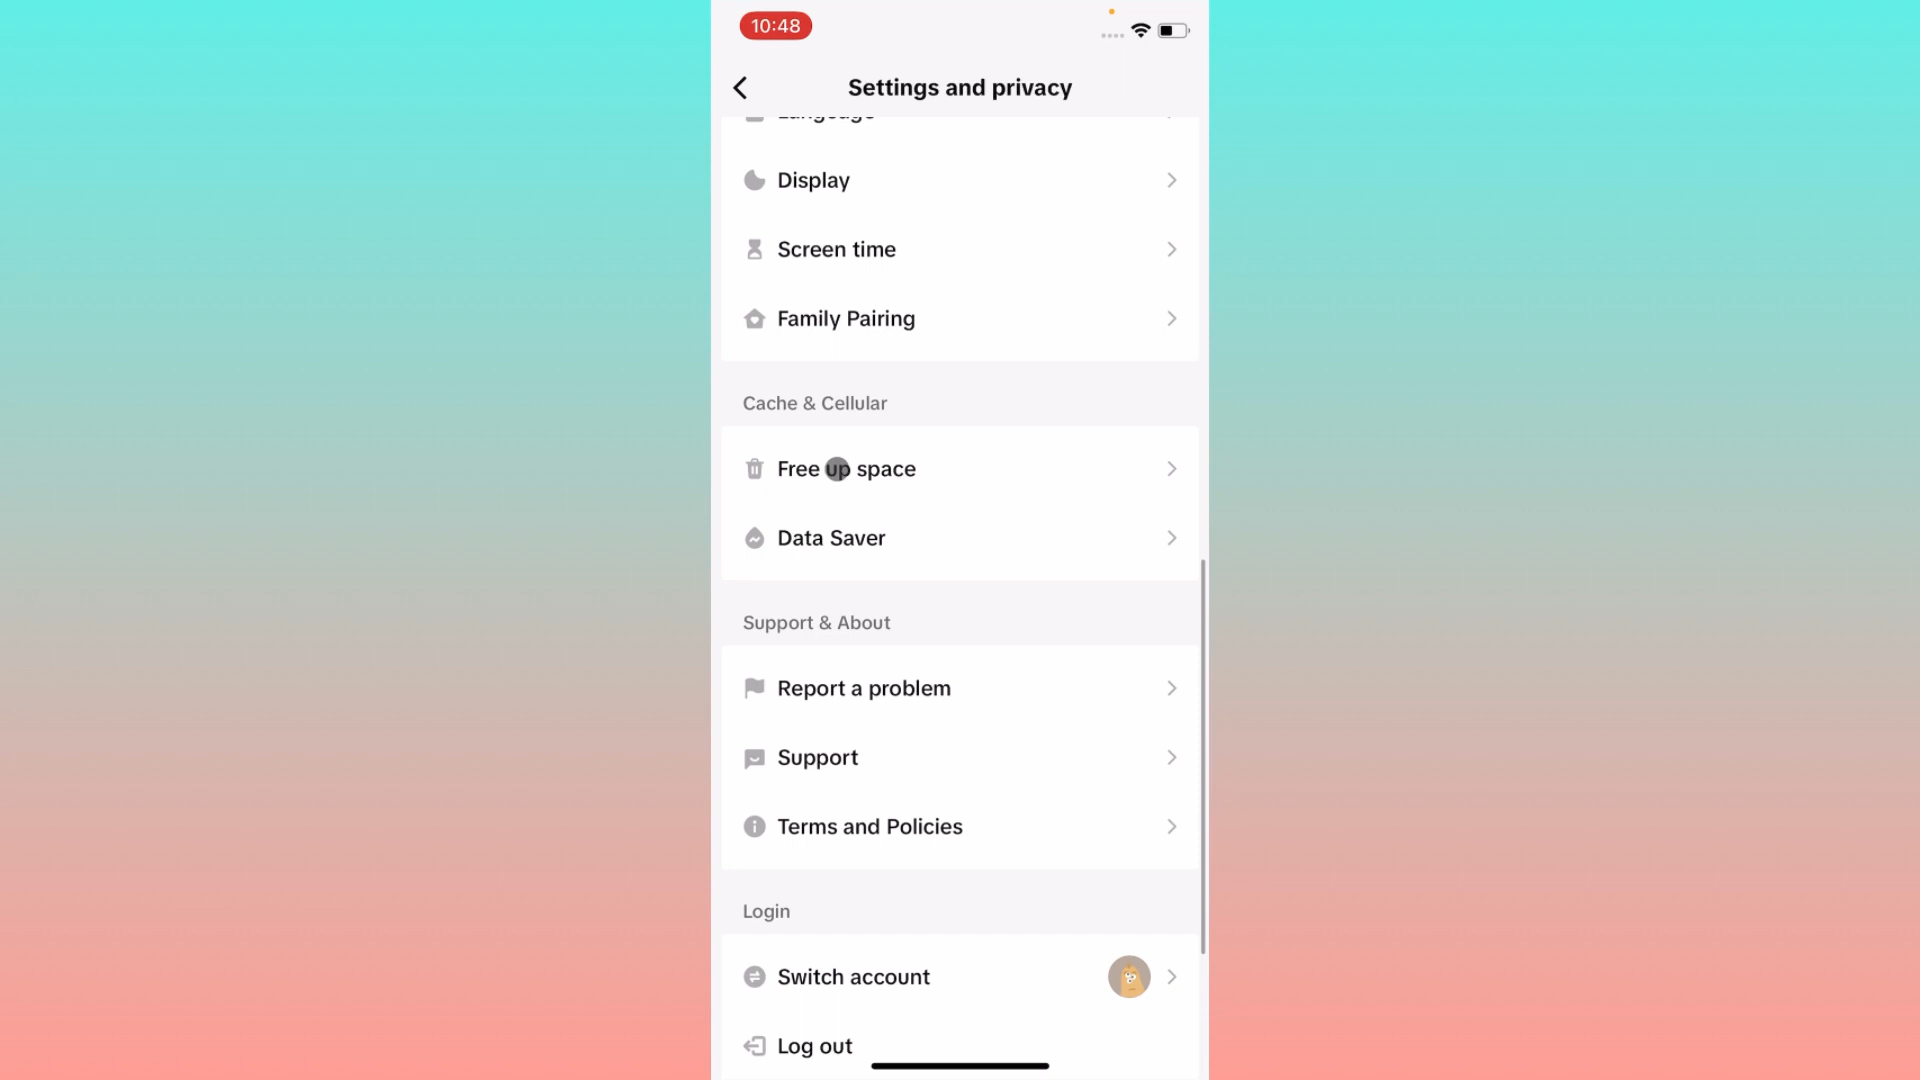 10:48
Settings and privacy
Language
Display
Screen time
Family Pairing
Cache & Cellular
Free up space
Data Saver
Support & About
Report a problem
Support
Terms and Policies
Login
Switch account
Log out